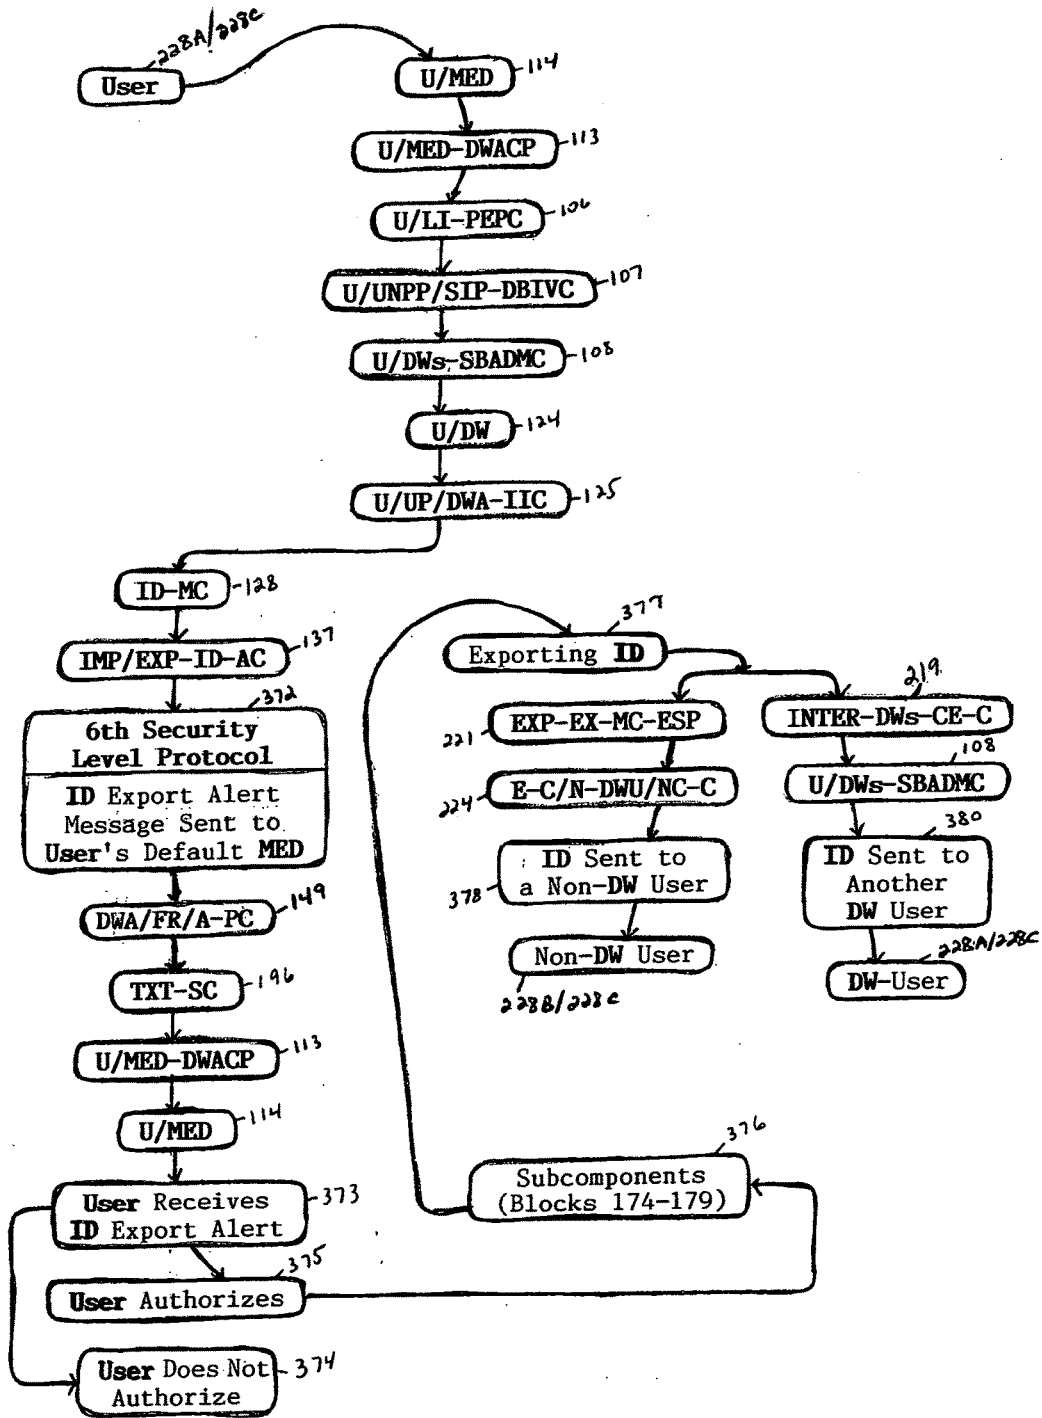 228A/228C
User
U/MED
114
U/MED-DWACP
113
U/LI-PEPC
106
U/UNPP/SIP-DBIVC
107
U/DWs-SBADMC
108
U/DW
124
U/UP/DWA-IIC
125
ID-MC
128
IMP/EXP-ID-AC
137
372
6th Security
Level Protocol
ID Export Alert
Message Sent to
User's Default MED
DWA/FR/A-PC
149
TXT-SC
196
U/MED-DWACP
113
U/MED
114
User Receives
ID Export Alert
373
375
User Authorizes
User Does Not
Authorize
374
376
Subcomponents
(Blocks 174-179)
377
Exporting ID
EXP-EX-MC-ESP
221
E-C/N-DWU/NC-C
224
ID Sent to
a Non-DW User
378
Non-DW User
228B/228C
219
INTER-DWs-CE-C
108
U/DWs-SBADMC
380
ID Sent to
Another
DW User
228A/228C
DW-User